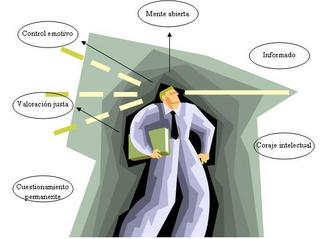 Mente abierta
Control emotivo
Informado
Valoración justa
Coraje intelectual
Cuestionamiento
permanente